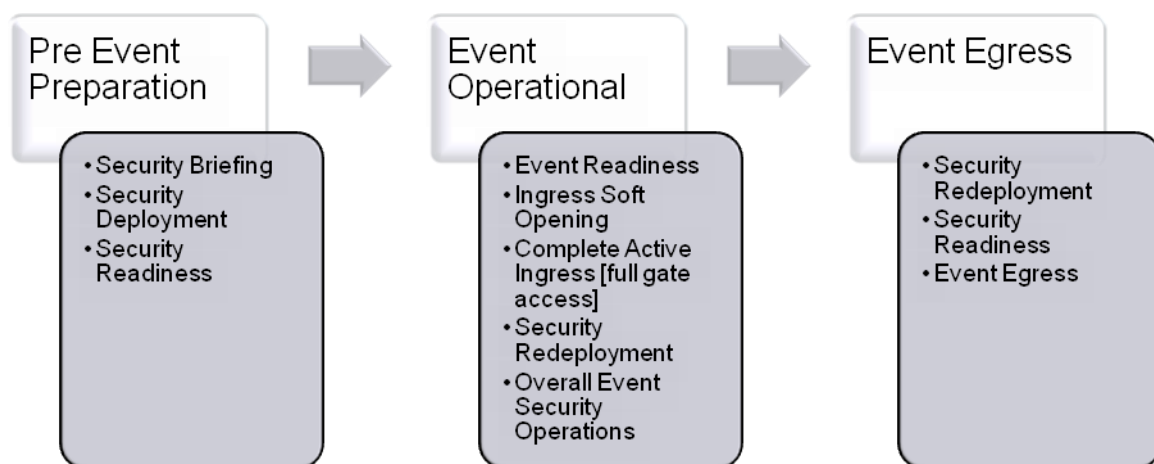 Pre Event
Preparation
• Security Briefing
• Security
Deployment
• Security
Readiness
Event
Operational
• Event Readiness
• Ingress Soft
Opening
• Complete Active
Ingress [full gate
access]
• Security
Redeployment
• Overall Event
Security
Operations
Event Egress
• Security
Redeployment
• Security
Readiness
• Event Egress